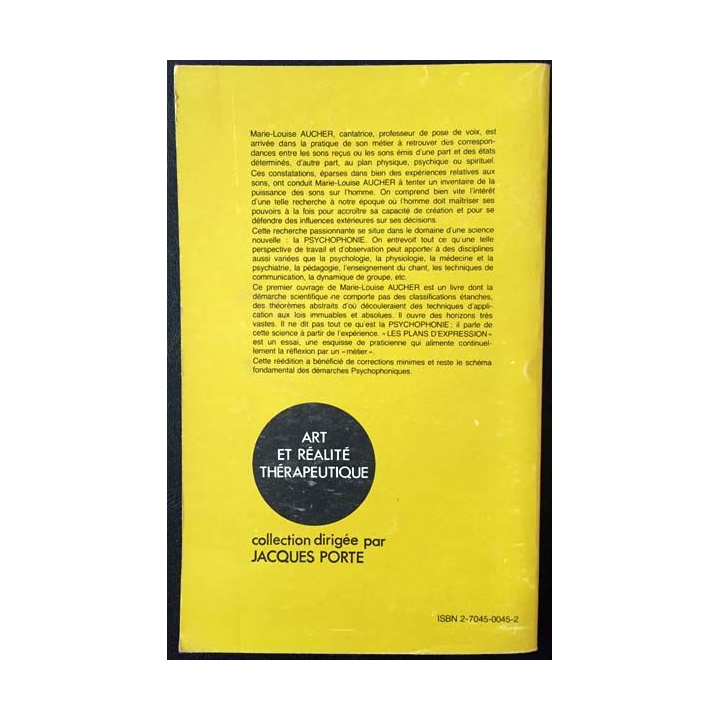 Marie-Louise AUCHER, cantatrice, professeur de pose de voix, est
arrivée dans la pratique de son métier à retrouver des correspon-
dances entre les sons reçus ou les sons émis d'une part et des états
déterminés, d'autre part, au plan physique, psychique ou spirituel.
Ces constatations, éparses dans bien des expériences relatives aux
sons, ont conduit Marie-Louise AUCHER à tenter un inventaire de la
puissance des sons sur l'homme. On comprend bien vite l'intérêt
d'une telle recherche à notre époque où l'homme doit maîtriser ses
pouvoirs à la fois pour accroître sa capacité de création et pour se
défendre des influences extérieures sur ses décisions.
Cette recherche passionnante se situe dans le domaine d'une science
nouvelle : la PSYCHOPHONIE. On entrevoit tout ce qu'une telle
perspective de travail et d'observation peut apporter à des disciplines
aussi variées que la psychologie, la physiologie, la médecine et la
psychiatrie, la pédagogie, l'enseignement du chant, les techniques de
communication, la dynamique de groupe, etc.
Ce premier ouvrage de Marie-Louise AUCHER est un livre dont la
démarche scientifique ne comporte pas des classifications étanches,
des théorèmes abstraits d'où découleraient des techniques d'appli-
cation aux lois immuables et absolues. Il ouvre des horizons très
vastes. Il ne dit pas tout ce qu'est la PSYCHOPHONIE ; il parle de
cette science à partir de l'expérience. «LES PLANS D'EXPRESSION»
est un essai, une esquisse de praticienne qui alimente continuel-
lement la réflexion par un «métier».
Cette réédition a bénéficié de corrections minimes et reste le schéma
fondamental des démarches Psychophoniques.
ART
ET RÉALITÉ
THÉRAPEUTIQUE
collection dirigée par
JACQUES PORTE
ISBN 2-7045-0045-2